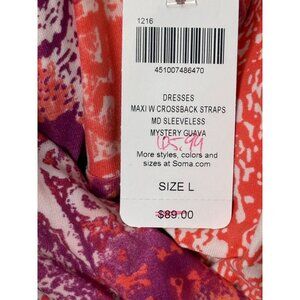 1216
451007486470
DRESSES
MAXI W CROSSBACK STRAPS
MD SLEEVELESS
MYSTERY GUAVA
65.99
More styles, colors and
sizes at Soma.com
SIZE L
$89.00